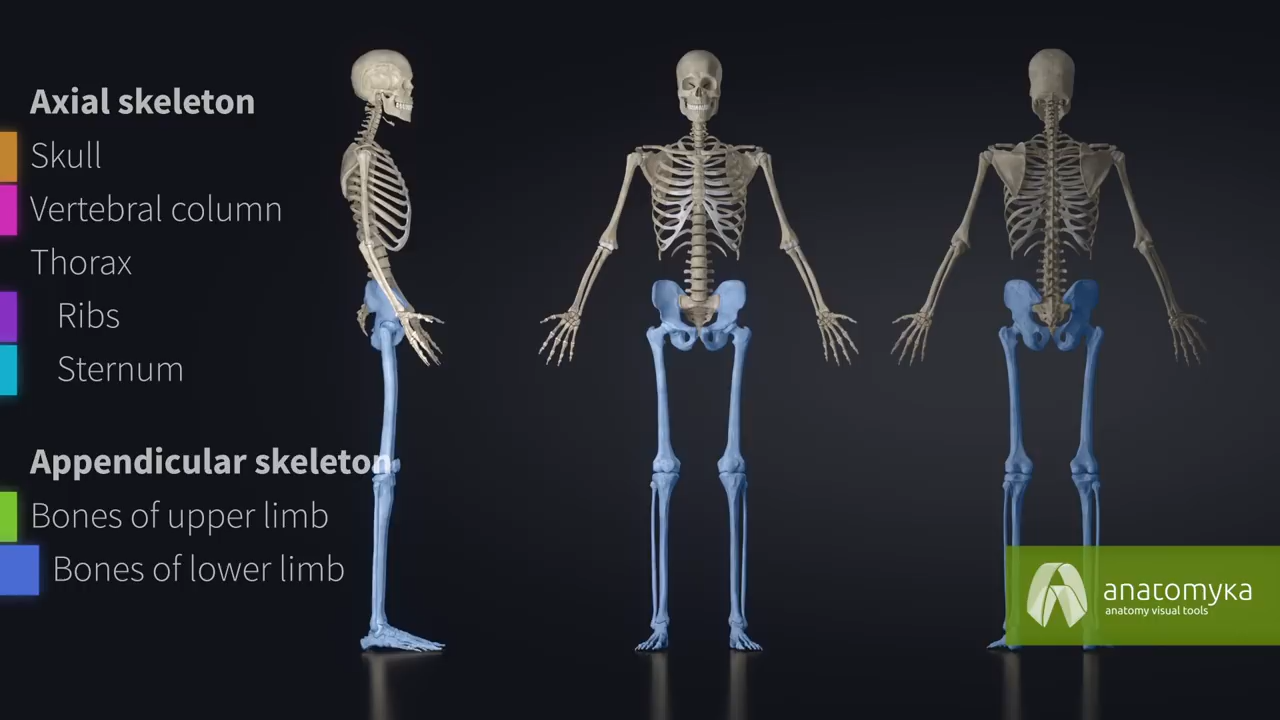 Axial skeleton
Skull
Vertebral column
Thorax
Ribs
Sternum
Appendicular skeleton
Bones of upper limb
Bones of lower limb
anatomyka
anatomy visual tools